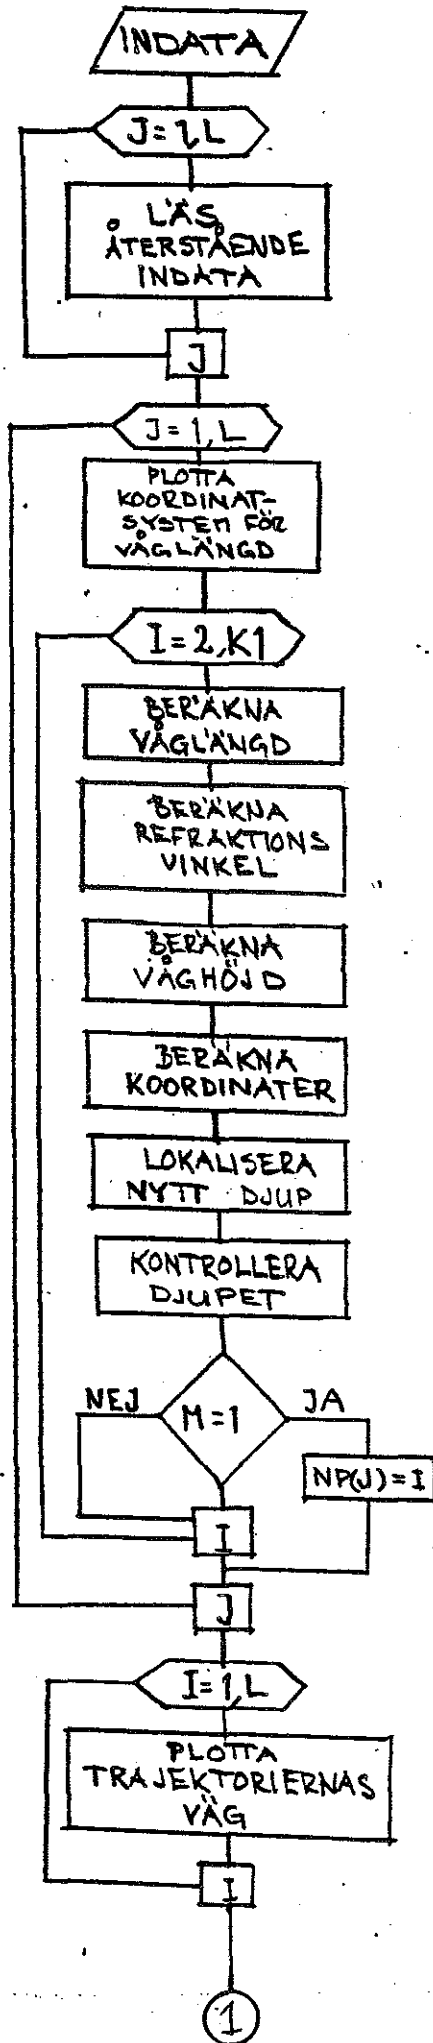 INDATA
J=1,L
LÄS
ÅTERSTÅENDE
INDATA
J
J=1,L
PLOTTA
KOORDINAT-
SYSTEM FÖR
VÅGLÄNGD
I=2,K1
BERÄKNA
VÅGLÄNGD
BERÄKNA
REFRAKTIONS
VINKEL
BERÄKNA
VÅGHÖJD
BERÄKNA
KOORDINATER
LOKALISERA
NYTT DJUP
KONTROLLERA
DJUPET
NEJ
M=1
JA
NP(J)=I
I
J
I=1,L
PLOTTA
TRAJEKTORIERNAS
VÄG
I
1